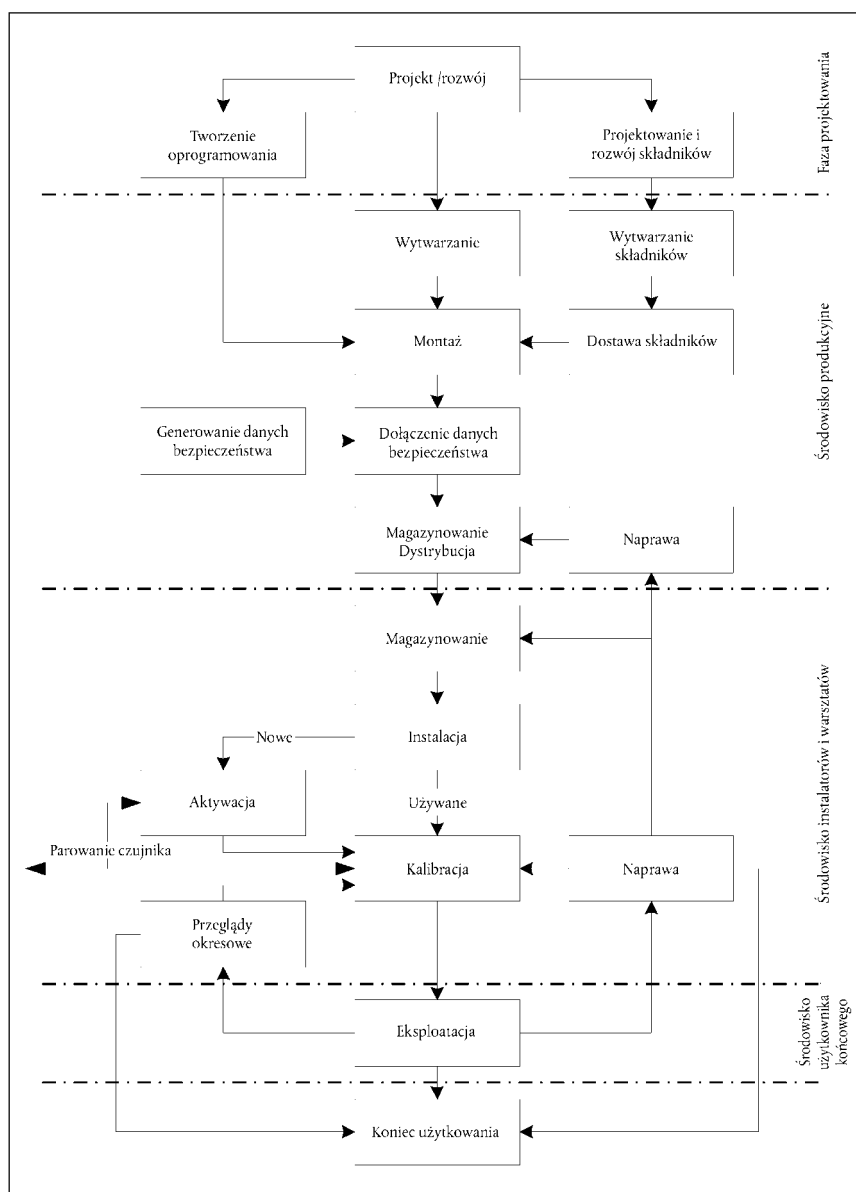 Projekt /rozwój
Tworzenie
oprogramowania
Projektowanie i
rozwój składników
Faza projektowania
Wytwarzanie
Wytwarzanie
składników
Montaż
Dostawa składników
Generowanie danych
bezpieczeństwa
Dołączenie danych
bezpieczeństwa
Magazynowanie
Dystrybucja
Naprawa
Środowisko produkcyjne
Magazynowanie
Nowe
Instalacja
Aktywacja
Używane
Parowanie czujnika
Kalibracja
Naprawa
Przeglądy
okresowe
Środowisko instalatorów i warsztatów
Eksploatacja
Środowisko
użytkownika
końcowego
Koniec użytkowania